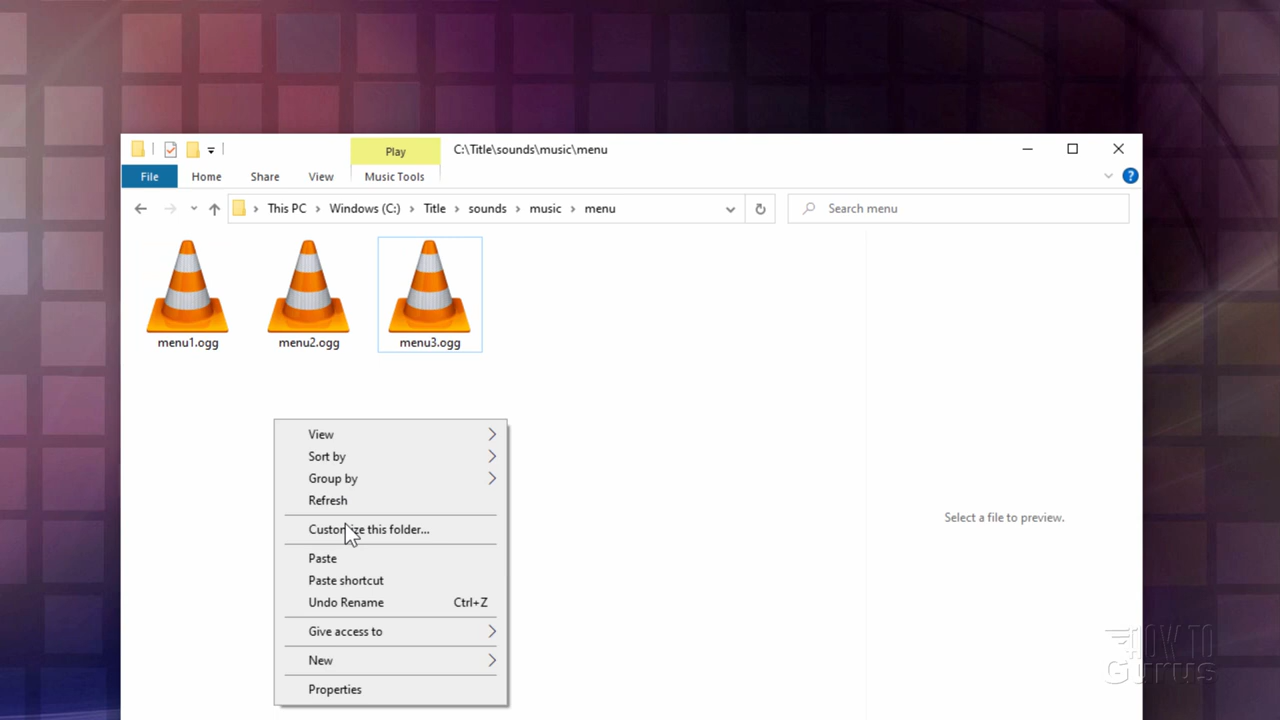 Play
C:\Title\sounds\music\menu
File Home Share View Music Tools
This PC Windows (C:) Title sounds music menu
Search menu
menu1.ogg menu2.ogg menu3.ogg
View
Sort by
Group by
Refresh
Customize this folder...
Paste
Paste shortcut
Undo Rename Ctrl+Z
Give access to
New
Properties
Select a file to preview.
HOW TO
Gurus